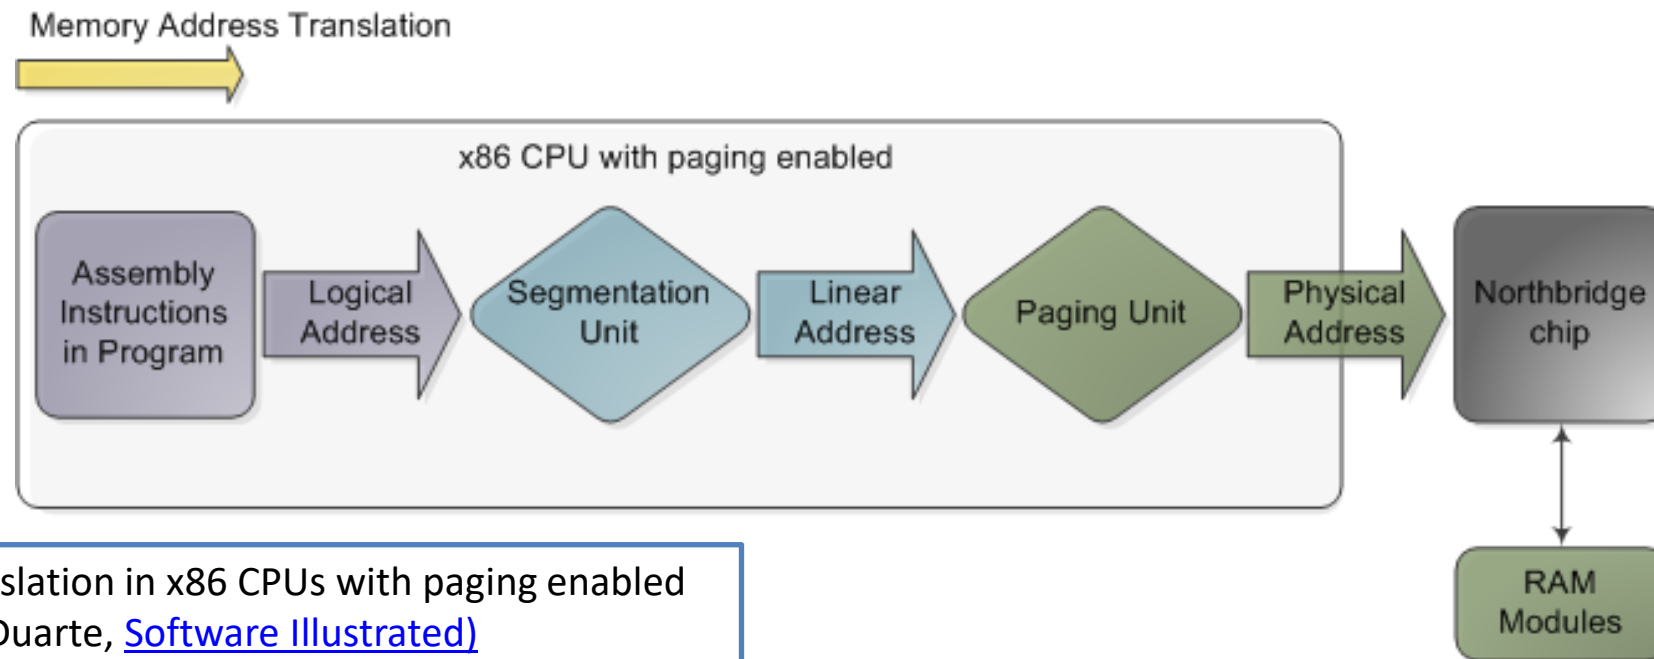 Memory Address Translation
x86 CPU with paging enabled
Assembly
Instructions
in Program
Logical
Address
Segmentation
Unit
Linear
Address
Paging Unit
Physical
Address
Northbridge
chip
RAM
Modules
slation in x86 CPUs with paging enabled
Duarte, Software Illustrated)